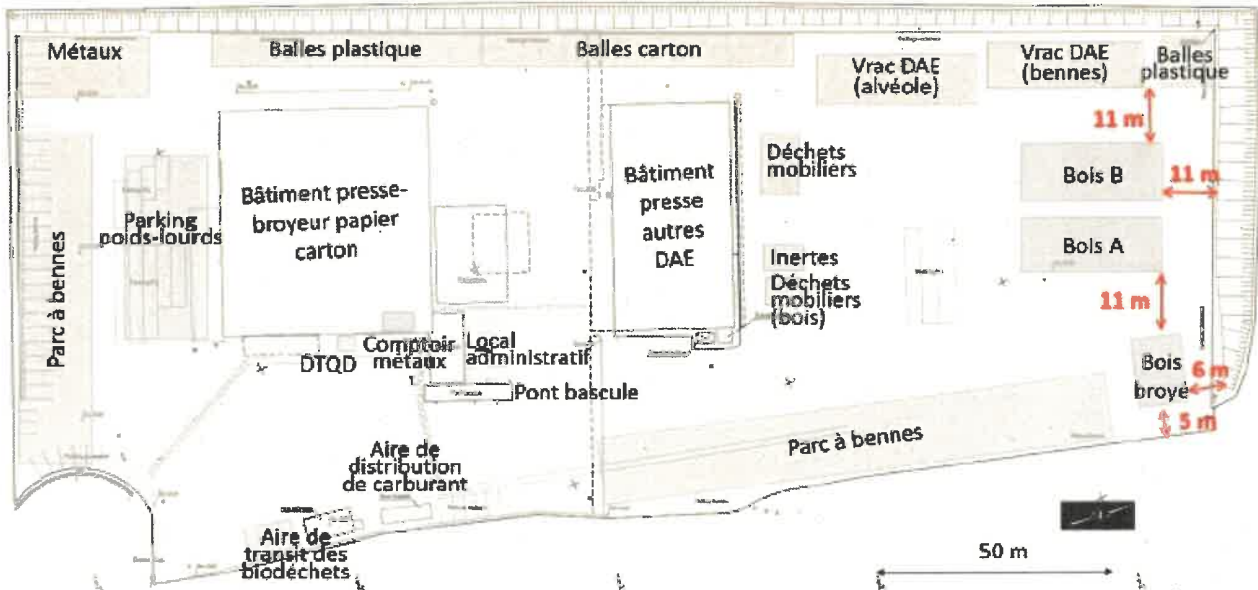 Métaux
Balles plastique
Balles carton
Vrac DAE
(alvéole)
Vrac DAE
(bennes)
Balles
plastique
11 m
Bois B
11 m
Déchets
mobiliers
Bâtiment presse-
broyeur papier
carton
Bâtiment
presse
autres
DAE
Parking
poids-lourds
Parc à bennes
Bois A
Inertes
Déchets
mobiliers
(bois)
11 m
Bois
broyé
6 m
5 m
DTQD
Comptoir
métaux
Local
administratif
Pont bascule
Parc à bennes
Aire de
distribution
de carburant
Aire de
transit des
biodéchets
50 m